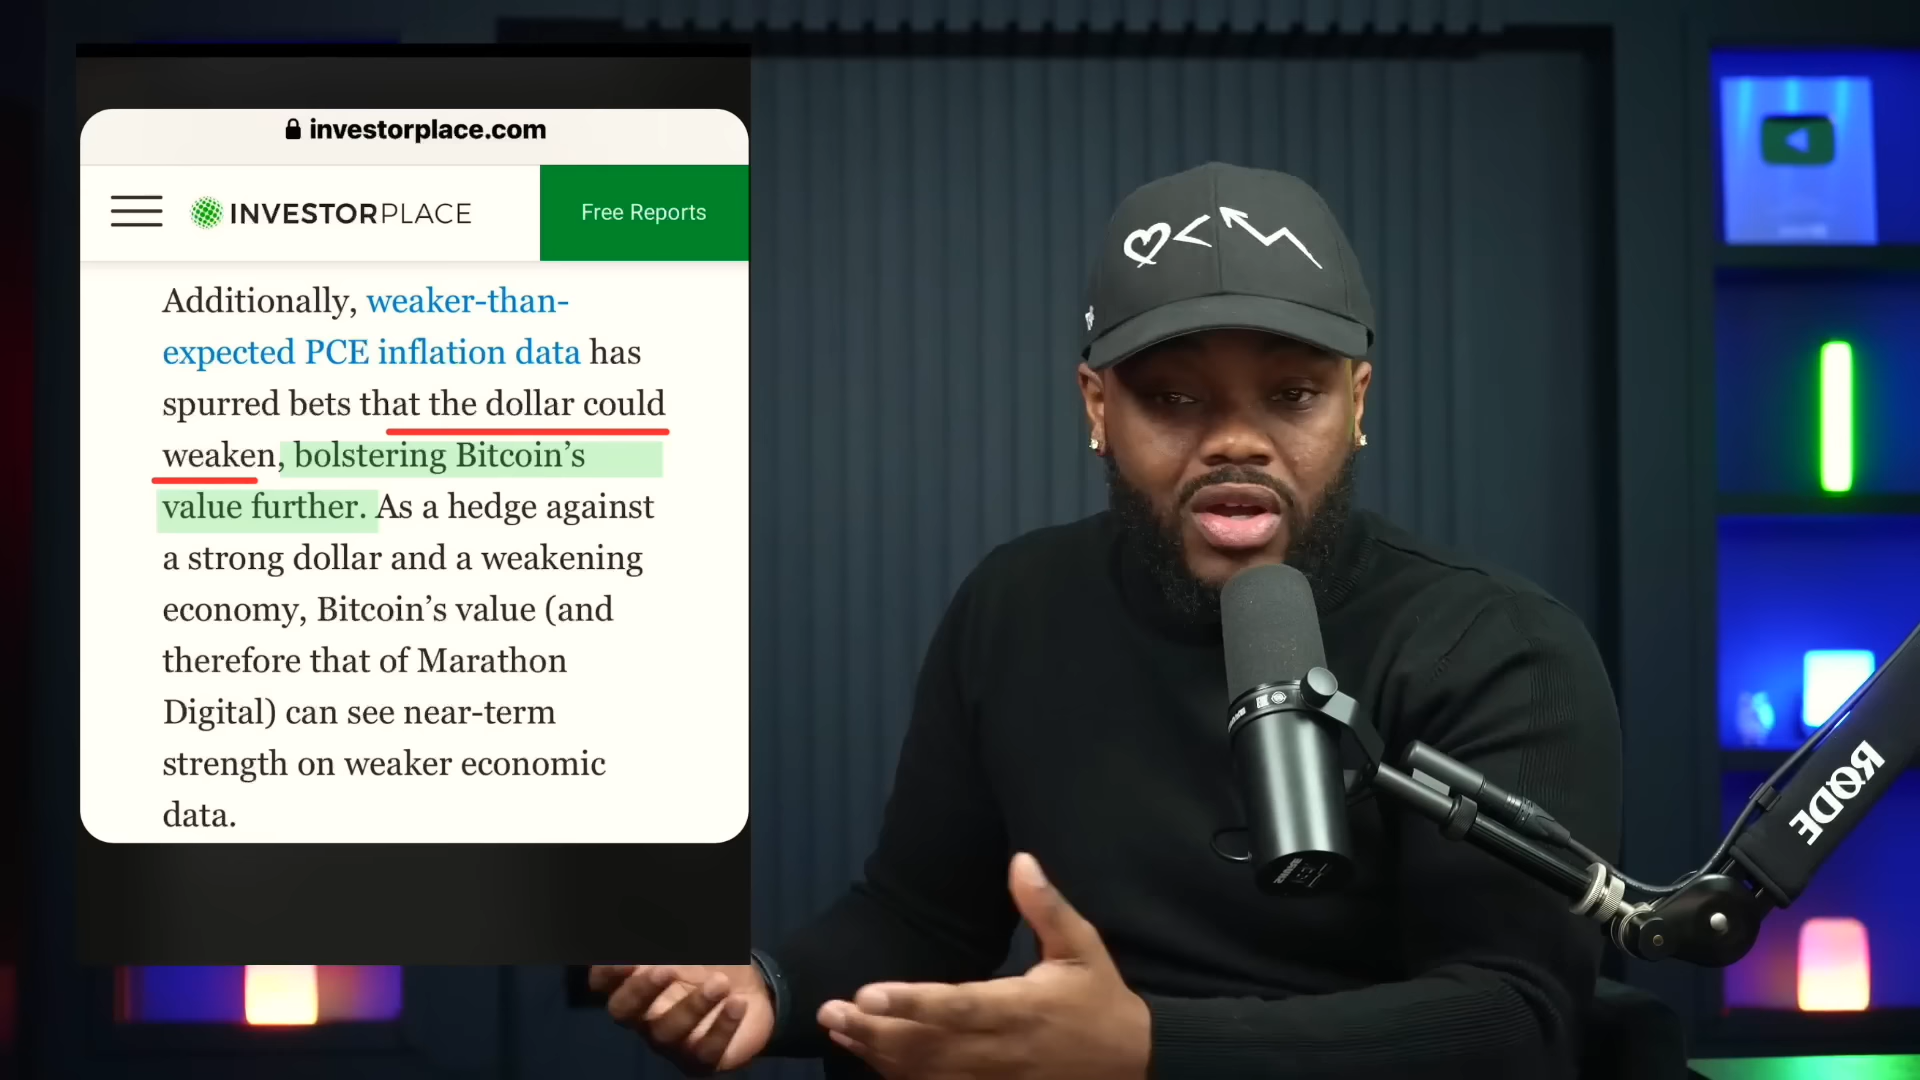 investorplace.com
INVESTORPLACE
Free Reports
Additionally, weaker-than-
expected PCE inflation data has
spurred bets that the dollar could
weaken, bolstering Bitcoin's
value further. As a hedge against
a strong dollar and a weakening
economy, Bitcoin's value (and
therefore that of Marathon
Digital) can see near-term
strength on weaker economic
data.
RODE